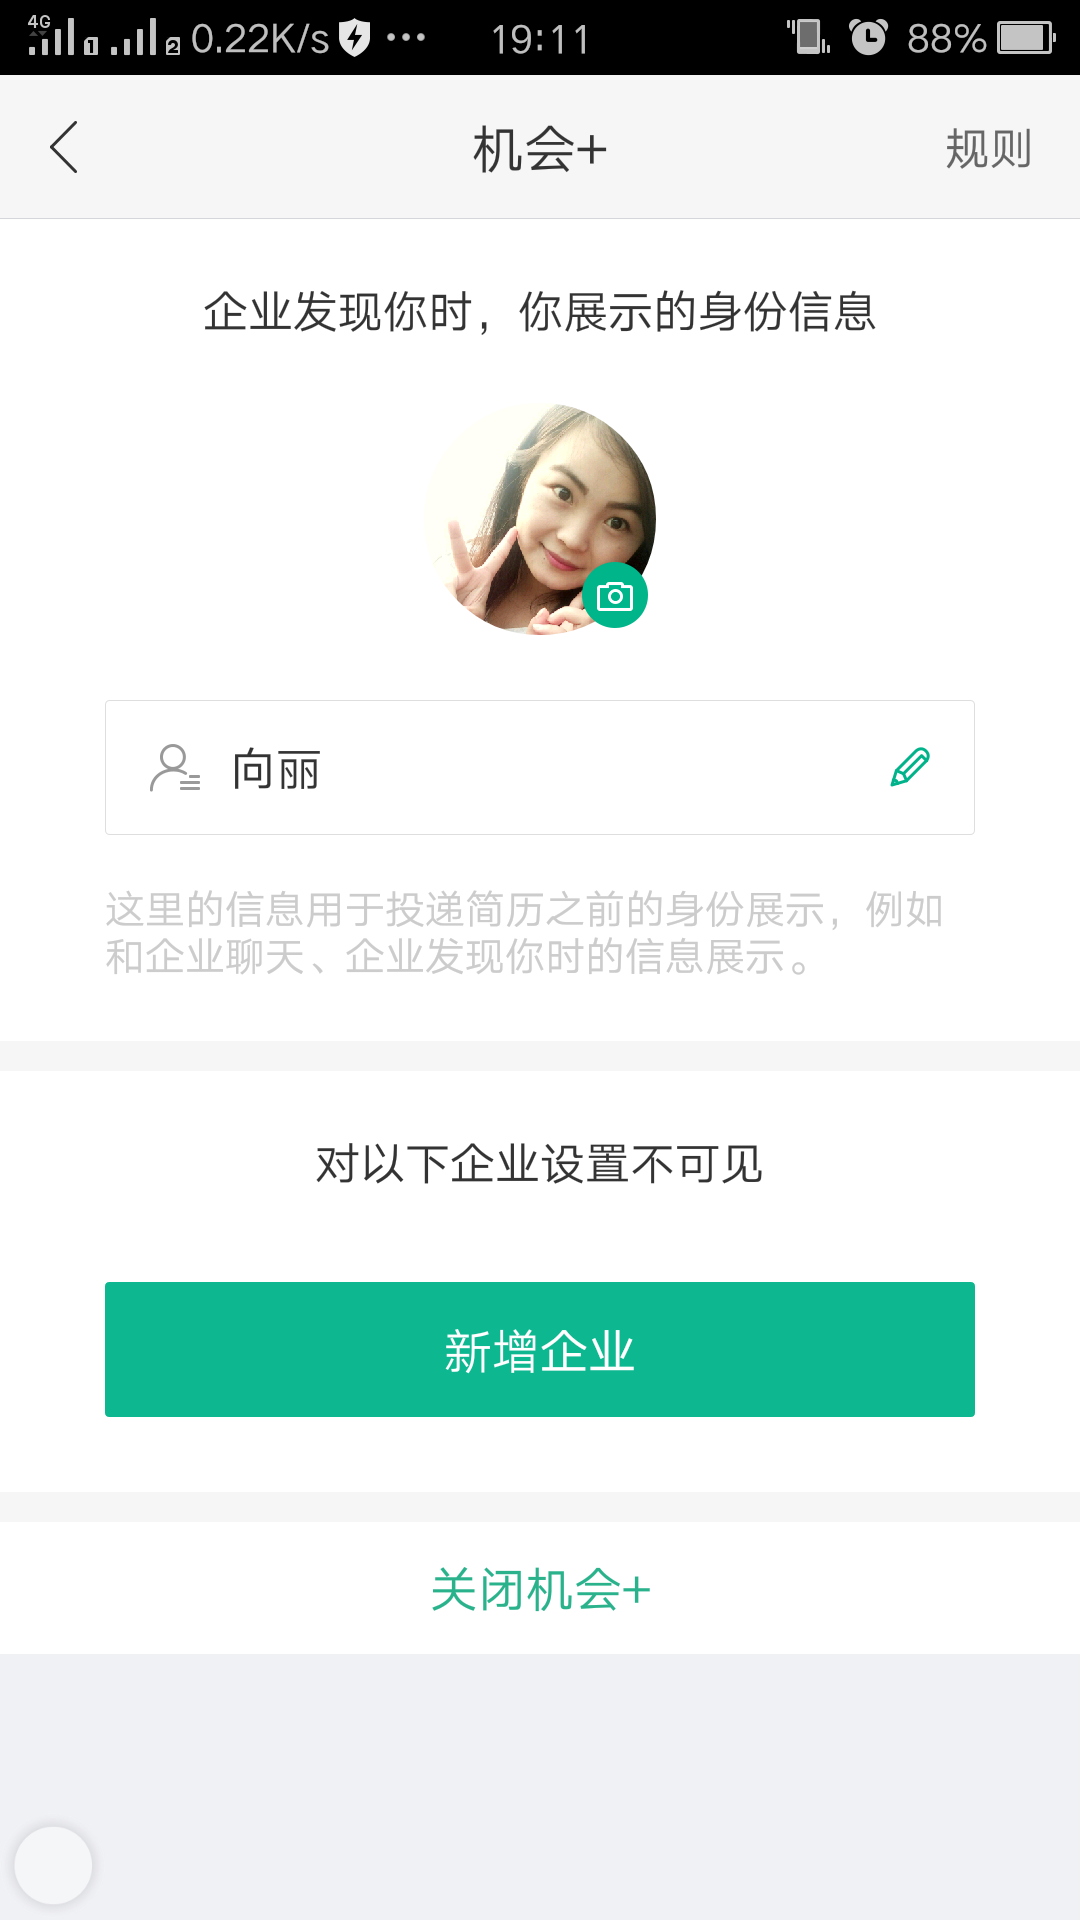 4G 1 2 0.22K/s ··· 19:11 88%
机会+ 规则
企业发现你时，你展示的身份信息
向丽
这里的信息用于投递简历之前的身份展示，例如
和企业聊天、企业发现你时的信息展示。
对以下企业设置不可见
新增企业
关闭机会+